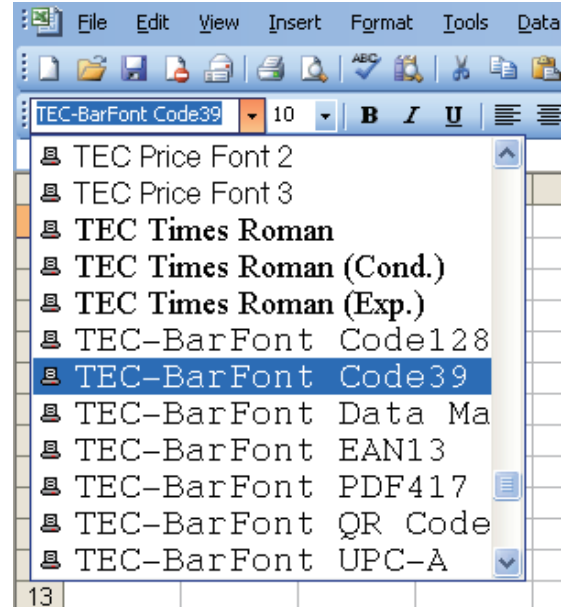 File Edit View Insert Format Tools Data
ABC
TEC-BarFont Code39 10 B I U
TEC Price Font 2
TEC Price Font 3
TEC Times Roman
TEC Times Roman (Cond.)
TEC Times Roman (Exp.)
TEC-BarFont Code128
TEC-BarFont Code39
TEC-BarFont Data Ma
TEC-BarFont EAN13
TEC-BarFont PDF417
TEC-BarFont QR Code
TEC-BarFont UPC-A
13